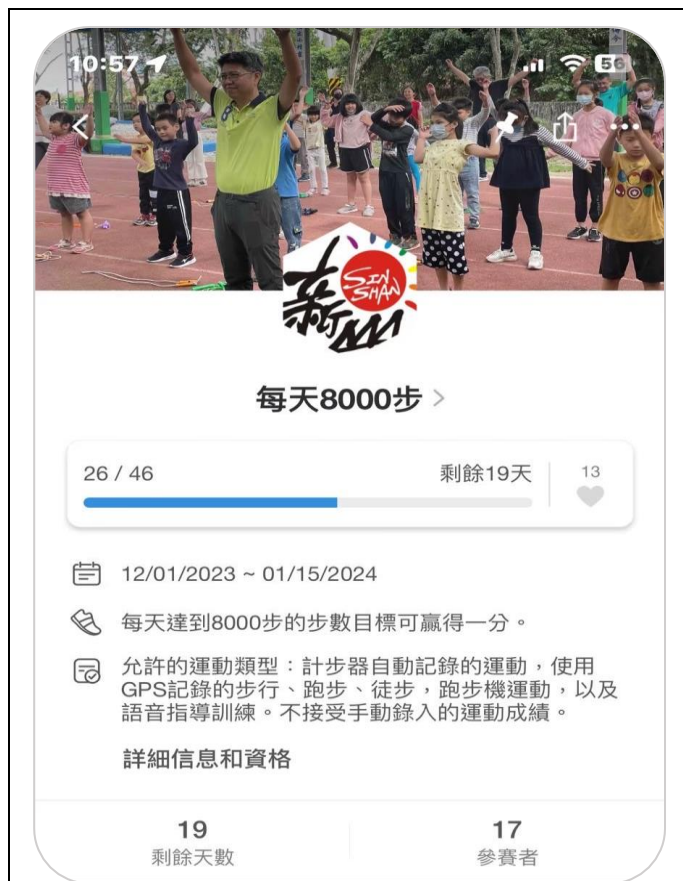 10:57
56
新山
SIN
SHAN
每天8000步 >
26 / 46
剩餘19天
13
12/01/2023 ~ 01/15/2024
每天達到8000步的步數目標可贏得一分。
允許的運動類型：計步器自動記錄的運動，使用
GPS記錄的步行、跑步、徒步，跑步機運動，以及
語音指導訓練。不接受手動錄入的運動成績。
詳細信息和資格
19
17
剩餘天數
參賽者